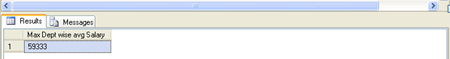 Results Messages
Max Dept wise avg Salary
1 59333